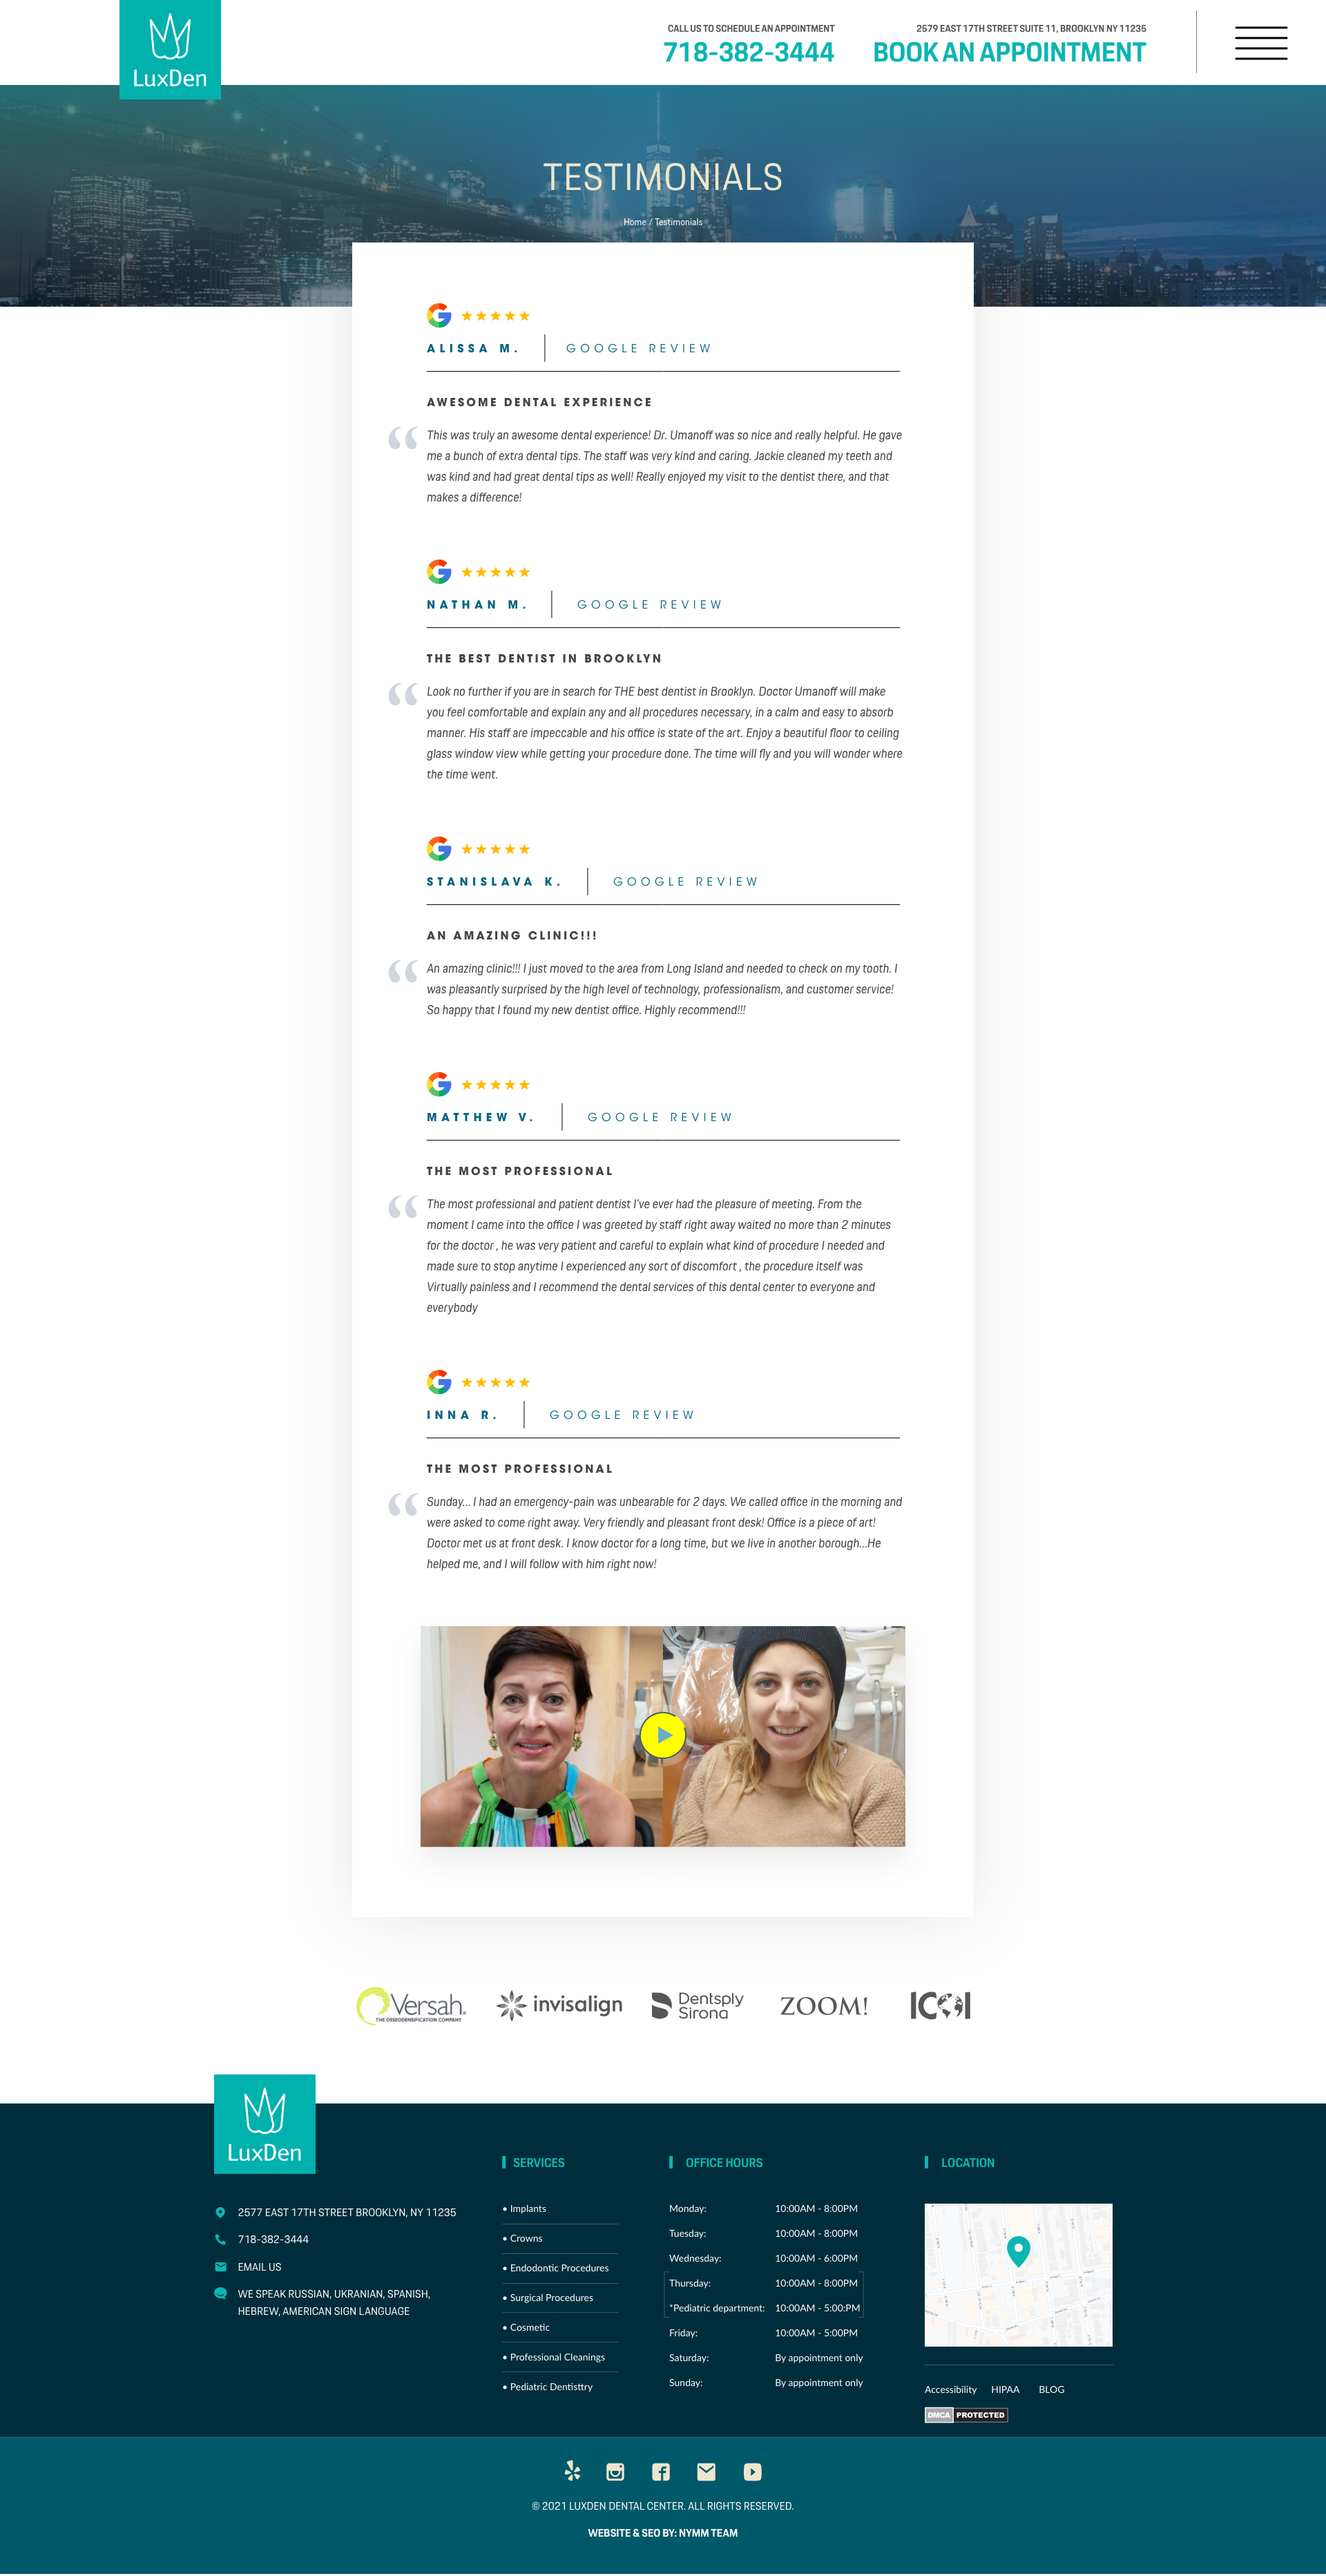 LuxDen
CALL US TO SCHEDULE AN APPOINTMENT
718-382-3444
2579 EAST 17TH STREET SUITE 11, BROOKLYN NY 11235
BOOK AN APPOINTMENT
TESTIMONIALS
Home / Testimonials
ALISSA M.
GOOGLE REVIEW
AWESOME DENTAL EXPERIENCE
“
This was truly an awesome dental experience! Dr. Umanoff was so nice and really helpful. He gave
me a bunch of extra dental tips. The staff was very kind and caring. Jackie cleaned my teeth and
was kind and had great dental tips as well! Really enjoyed my visit to the dentist there, and that
makes a difference!
NATHAN M.
GOOGLE REVIEW
THE BEST DENTIST IN BROOKLYN
“
Look no further if you are in search for THE best dentist in Brooklyn. Doctor Umanoff will make
you feel comfortable and explain any and all procedures necessary, in a calm and easy to absorb
manner. His staff are impeccable and his office is state of the art. Enjoy a beautiful floor to ceiling
glass window view while getting your procedure done. The time will fly and you will wonder where
the time went.
STANISLAVA K.
GOOGLE REVIEW
AN AMAZING CLINIC!!!
“
An amazing clinic!!! I just moved to the area from Long Island and needed to check on my tooth. I
was pleasantly surprised by the high level of technology, professionalism, and customer service!
So happy that I found my new dentist office. Highly recommend!!!
MATTHEW V.
GOOGLE REVIEW
THE MOST PROFESSIONAL
“
The most professional and patient dentist I've ever had the pleasure of meeting. From the
moment I came into the office I was greeted by staff right away waited no more than 2 minutes
for the doctor , he was very patient and careful to explain what kind of procedure I needed and
made sure to stop anytime I experienced any sort of discomfort , the procedure itself was
Virtually painless and I recommend the dental services of this dental center to everyone and
everybody
INNA R.
GOOGLE REVIEW
THE MOST PROFESSIONAL
“
Sunday... I had an emergency-pain was unbearable for 2 days. We called office in the morning and
were asked to come right away. Very friendly and pleasant front desk! Office is a piece of art!
Doctor met us at front desk. I know doctor for a long time, but we live in another borough...He
helped me, and I will follow with him right now!
Versah®
THE OSSEODENSIFICATION COMPANY
invisalign
Dentsply
Sirona
ZOOM!
ICOI
LuxDen
2577 EAST 17TH STREET BROOKLYN, NY 11235
718-382-3444
EMAIL US
WE SPEAK RUSSIAN, UKRANIAN, SPANISH,
HEBREW, AMERICAN SIGN LANGUAGE
SERVICES
• Implants
• Crowns
• Endodontic Procedures
• Surgical Procedures
• Cosmetic
• Professional Cleanings
• Pediatric Dentisttry
OFFICE HOURS
Monday: 10:00AM - 8:00PM
Tuesday: 10:00AM - 8:00PM
Wednesday: 10:00AM - 6:00PM
Thursday: 10:00AM - 8:00PM
*Pediatric department: 10:00AM - 5:00:PM
Friday: 10:00AM - 5:00PM
Saturday: By appointment only
Sunday: By appointment only
LOCATION
Accessibility HIPAA BLOG
DMCA PROTECTED
© 2021 LUXDEN DENTAL CENTER. ALL RIGHTS RESERVED.
WEBSITE & SEO BY: NYMM TEAM